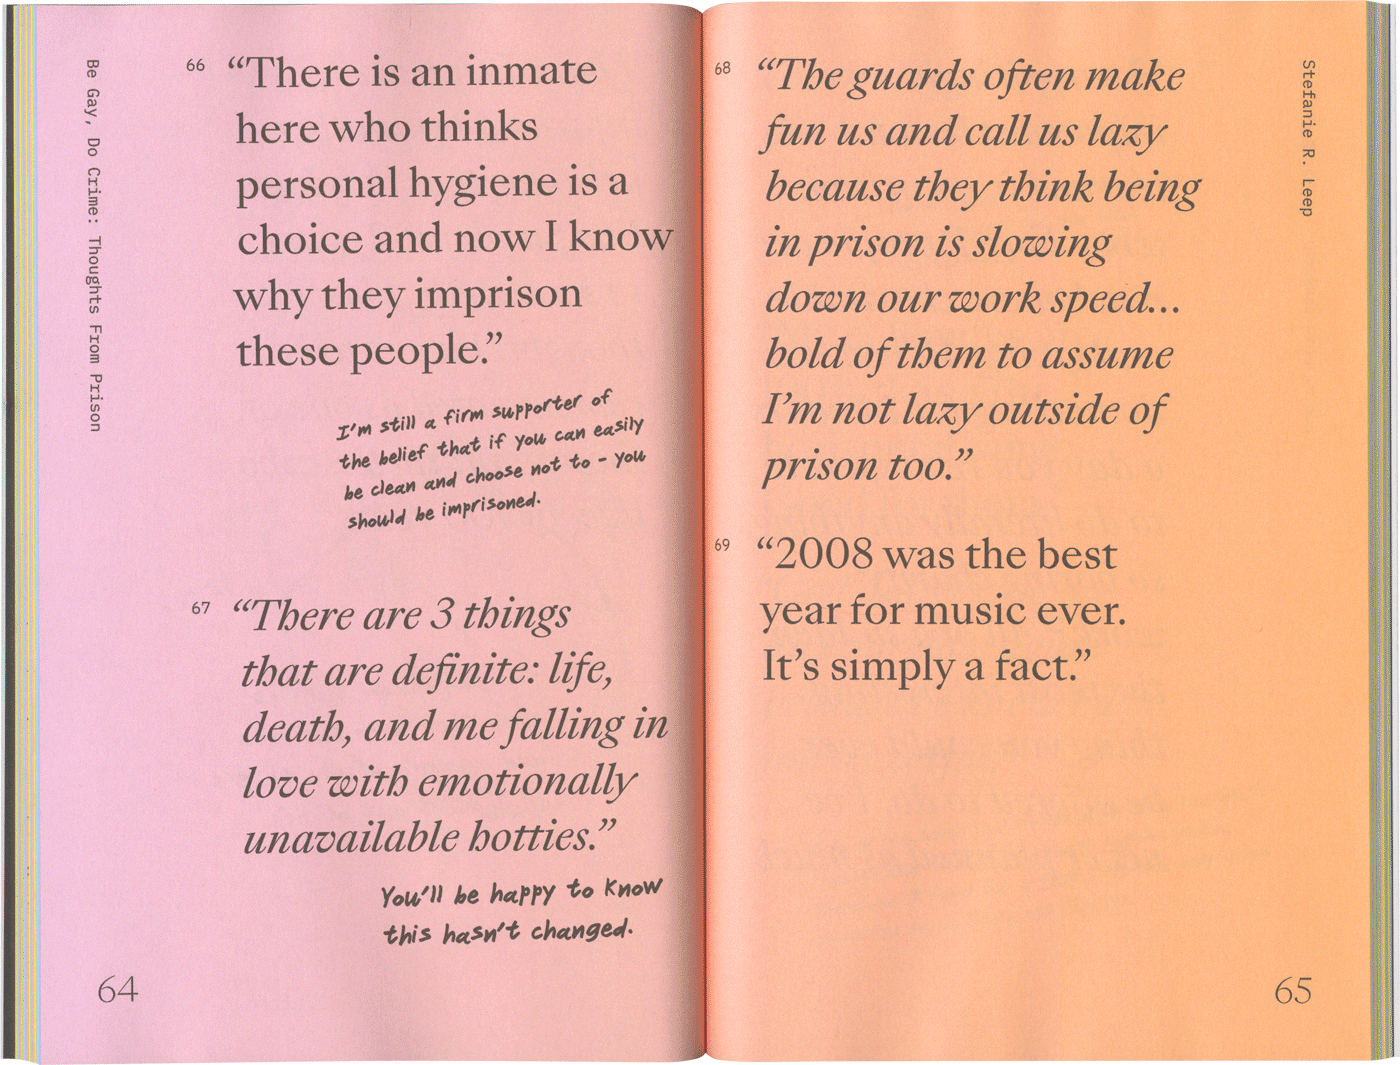 Be Gay, Do Crime: Thoughts From Prison
66
“There is an inmate
here who thinks
personal hygiene is a
choice and now I know
why they imprison
these people.”
I'm still a firm supporter of
the belief that if you can easily
be clean and choose not to - you
should be imprisoned.
67
“There are 3 things
that are definite: life,
death, and me falling in
love with emotionally
unavailable hotties.”
You'll be happy to know
this hasn't changed.
64
68
“The guards often make
fun us and call us lazy
because they think being
in prison is slowing
down our work speed...
bold of them to assume
I’m not lazy outside of
prison too.”
69
“2008 was the best
year for music ever.
It’s simply a fact.”
Stefanie R. Leep
65